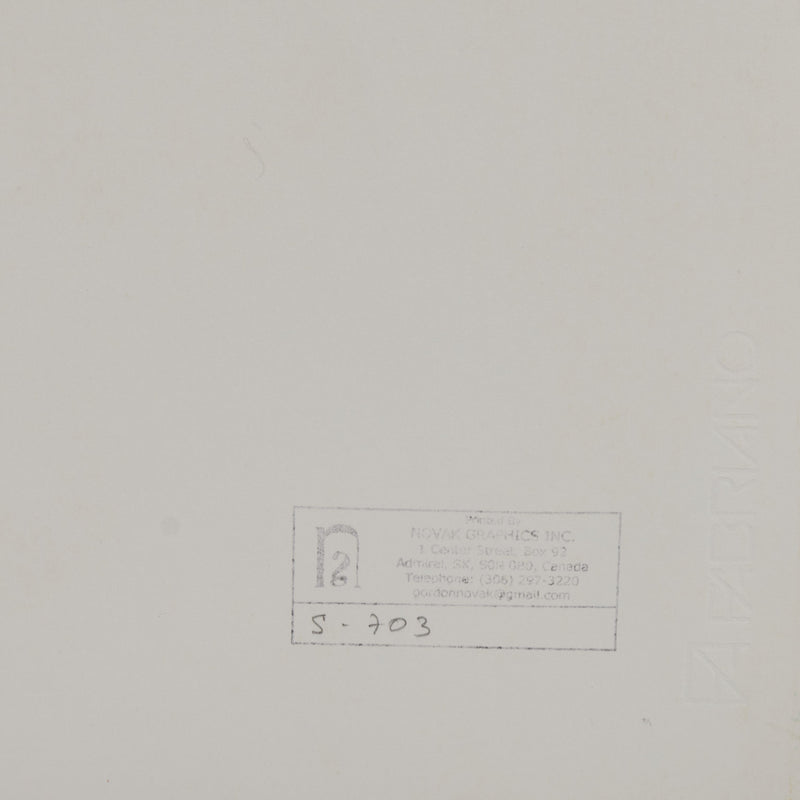 Printed By
NOVAK GRAPHICS INC.
1 Center Street, Box 92
Admiral, SK, S0N 0B0, Canada
Telephone: (306) 297-3220
gordonnovak@gmail.com
S - 703
FABRIANO